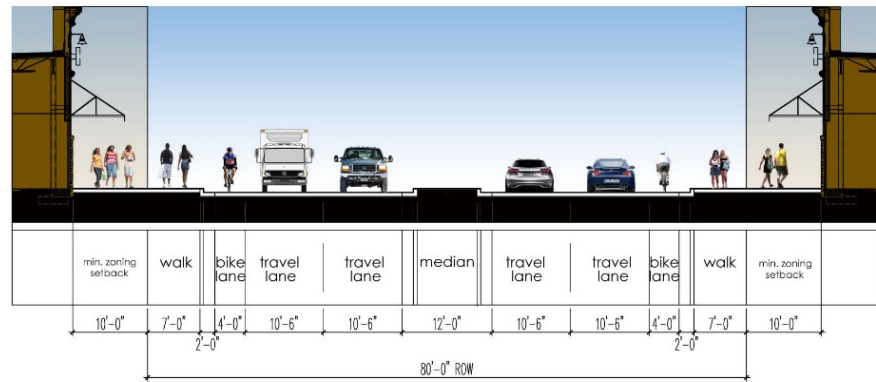 min. zoning
setback
walk
bike
lane
travel
lane
travel
lane
median
travel
lane
travel
lane
bike
lane
walk
min. zoning
setback
10'-0" 7'-0" 4'-0" 10'-6" 10'-6" 12'-0" 10'-6" 10'-6" 4'-0" 7'-0" 10'-0"
2'-0" 2'-0"
80'-0" ROW